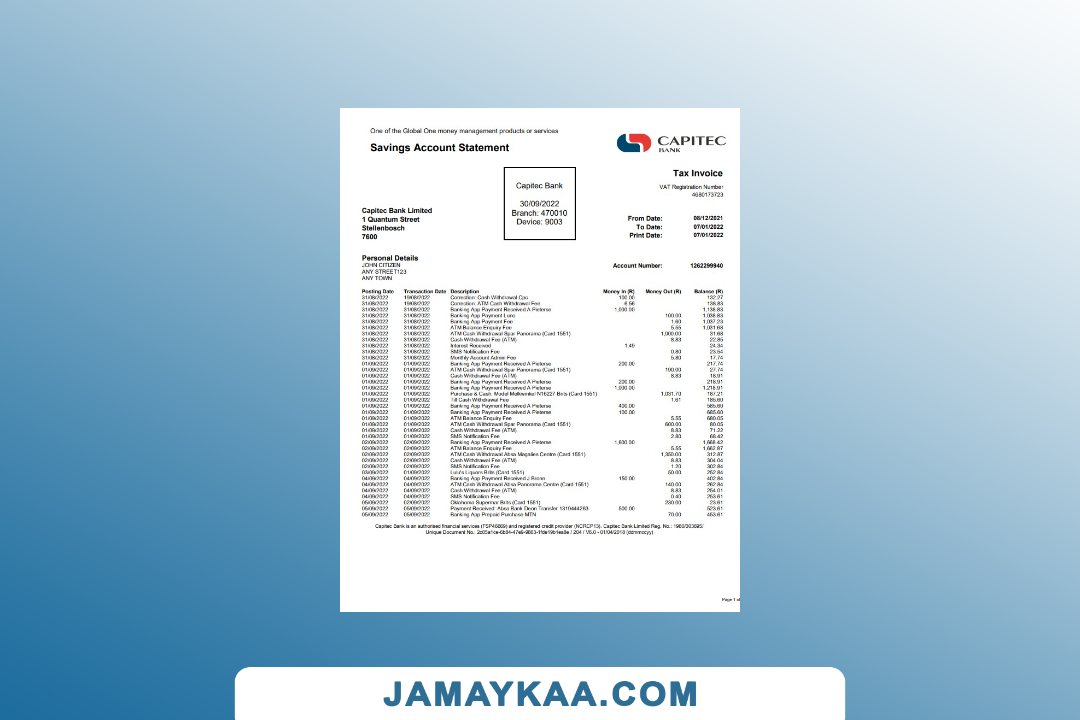 One of the Global One money management products or services
Savings Account Statement
CAPITEC
BANK
Capitec Bank
30/09/2022
Branch: 470010
Device: 9003
Tax Invoice
VAT Registration Number
4680173723
Capitec Bank Limited
1 Quantum Street
Stellenbosch
7600
From Date: 08/12/2021
To Date: 07/01/2022
Print Date: 07/01/2022
Personal Details
JOHN CITIZEN
ANY STREET123
ANY TOWN
Account Number: 1262299940
Posting Date Transaction Date Description Money In (R) Money Out (R) Balance (R)
31/08/2022 19/08/2022 Correction: Cash Withdrawal Cpc 100.00 132.27
31/08/2022 19/08/2022 Correction: ATM Cash Withdrawal Fee 6.56 138.83
31/08/2022 31/08/2022 Banking App Payment Received A Pieterse 1,000.00 1,138.83
31/08/2022 31/08/2022 Banking App Payment 100.00 1,038.83
31/08/2022 31/08/2022 Banking App Payment Fee 1.60 1,037.23
31/08/2022 31/08/2022 ATM Balance Enquiry Fee 5.55 1,031.68
31/08/2022 31/08/2022 ATM Cash Withdrawal Spar Panorama (Card 1551) 1,000.00 31.68
31/08/2022 31/08/2022 Cash Withdrawal Fee (ATM) 8.83 22.85
31/08/2022 31/08/2022 Interest Received 1.49 24.34
31/08/2022 31/08/2022 SMS Notification Fee 0.80 23.54
31/08/2022 31/08/2022 Monthly Account Admin Fee 5.80 17.74
01/09/2022 01/09/2022 Banking App Payment Received A Pieterse 200.00 217.74
01/09/2022 01/09/2022 ATM Cash Withdrawal Spar Panorama (Card 1551) 190.00 27.74
01/09/2022 01/09/2022 Cash Withdrawal Fee (ATM) 8.83 18.91
01/09/2022 01/09/2022 Banking App Payment Received A Pieterse 200.00 218.91
01/09/2022 01/09/2022 Banking App Payment Received A Pieterse 1,000.00 1,218.91
01/09/2022 01/09/2022 Purchase & Cash: Model Brits (Card 1551) 1,031.70 187.21
01/09/2022 01/09/2022 Till Cash Withdrawal Fee 1.61 185.60
01/09/2022 01/09/2022 Banking App Payment Received A Pieterse 400.00 585.60
01/09/2022 01/09/2022 Banking App Payment Received A Pieterse 100.00 685.60
01/09/2022 01/09/2022 ATM Balance Enquiry Fee 5.55 680.05
01/09/2022 01/09/2022 ATM Cash Withdrawal Spar Panorama (Card 1551) 600.00 80.05
01/09/2022 01/09/2022 Cash Withdrawal Fee (ATM) 8.83 71.22
01/09/2022 01/09/2022 SMS Notification Fee 2.80 68.42
02/09/2022 02/09/2022 Banking App Payment Received A Pieterse 1,600.00 1,668.42
02/09/2022 02/09/2022 ATM Balance Enquiry Fee 5.55 1,662.87
02/09/2022 02/09/2022 ATM Cash Withdrawal Absa Magalies Centre (Card 1551) 1,350.00 312.87
02/09/2022 02/09/2022 Cash Withdrawal Fee (ATM) 8.83 304.04
02/09/2022 02/09/2022 SMS Notification Fee 1.20 302.84
03/09/2022 01/09/2022 Liquors Brits (Card 1551) 50.00 252.84
04/09/2022 04/09/2022 Banking App Payment Received J Bronn 150.00 402.84
04/09/2022 04/09/2022 ATM Cash Withdrawal Absa Panorama Centre (Card 1551) 140.00 262.84
04/09/2022 04/09/2022 Cash Withdrawal Fee (ATM) 8.83 254.01
04/09/2022 04/09/2022 SMS Notification Fee 0.40 253.61
05/09/2022 02/09/2022 Oklahoma Supermar Brits (Card 1551) 230.00 23.61
05/09/2022 05/09/2022 Payment Received: Absa Bank Deon Transfer 500.00 523.61
05/09/2022 05/09/2022 Banking App Prepaid Purchase MTN 70.00 453.61
Capitec Bank is an authorised financial services and registered credit provider (NCRCP13). Capitec Bank Limited Reg. No.:
Unique Document No.: / 204 / V6.0 - 01/04/2018 (ddmmccyy)
Page 1 of
JAMAYKAA.COM